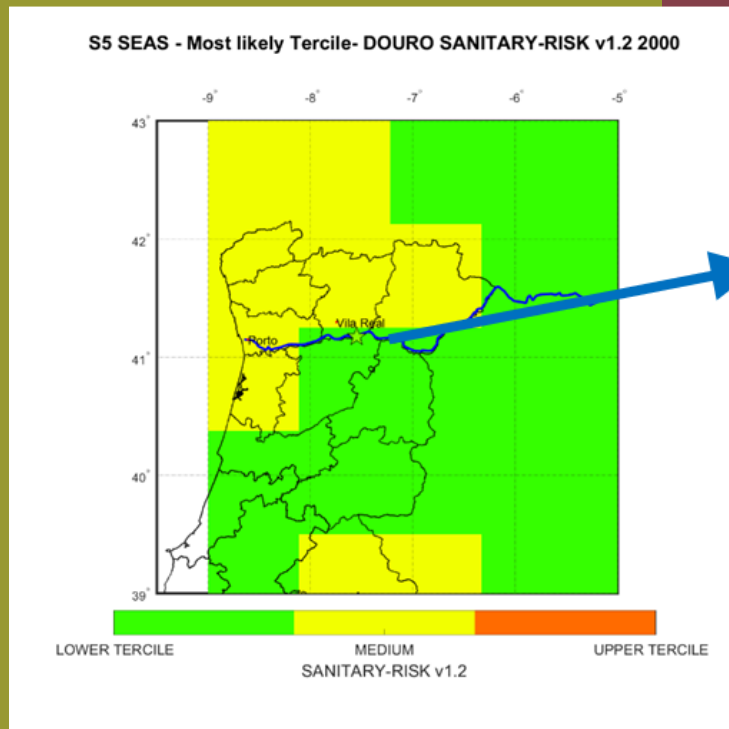 S5 SEAS - Most likely Tercile- DOURO SANITARY-RISK v1.2 2000
-9° -8° -7° -6° -5°
43°
42°
Vila Real
Porto
41°
40°
39°
LOWER TERCILE MEDIUM UPPER TERCILE
SANITARY-RISK v1.2